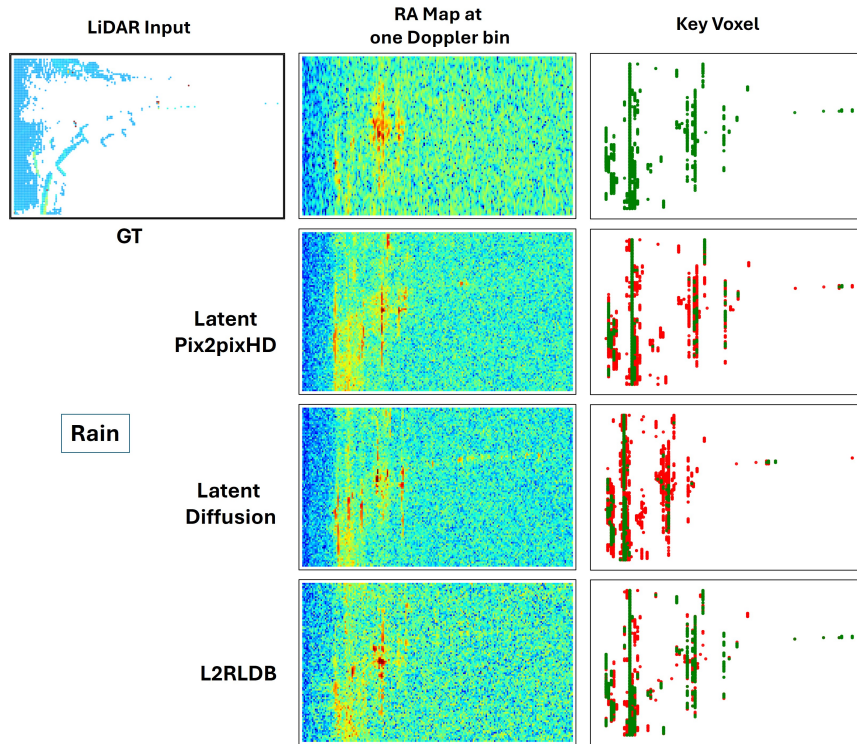 LiDAR Input
RA Map at
one Doppler bin
Key Voxel
GT
Latent
Pix2pixHD
Rain
Latent
Diffusion
L2RLDB